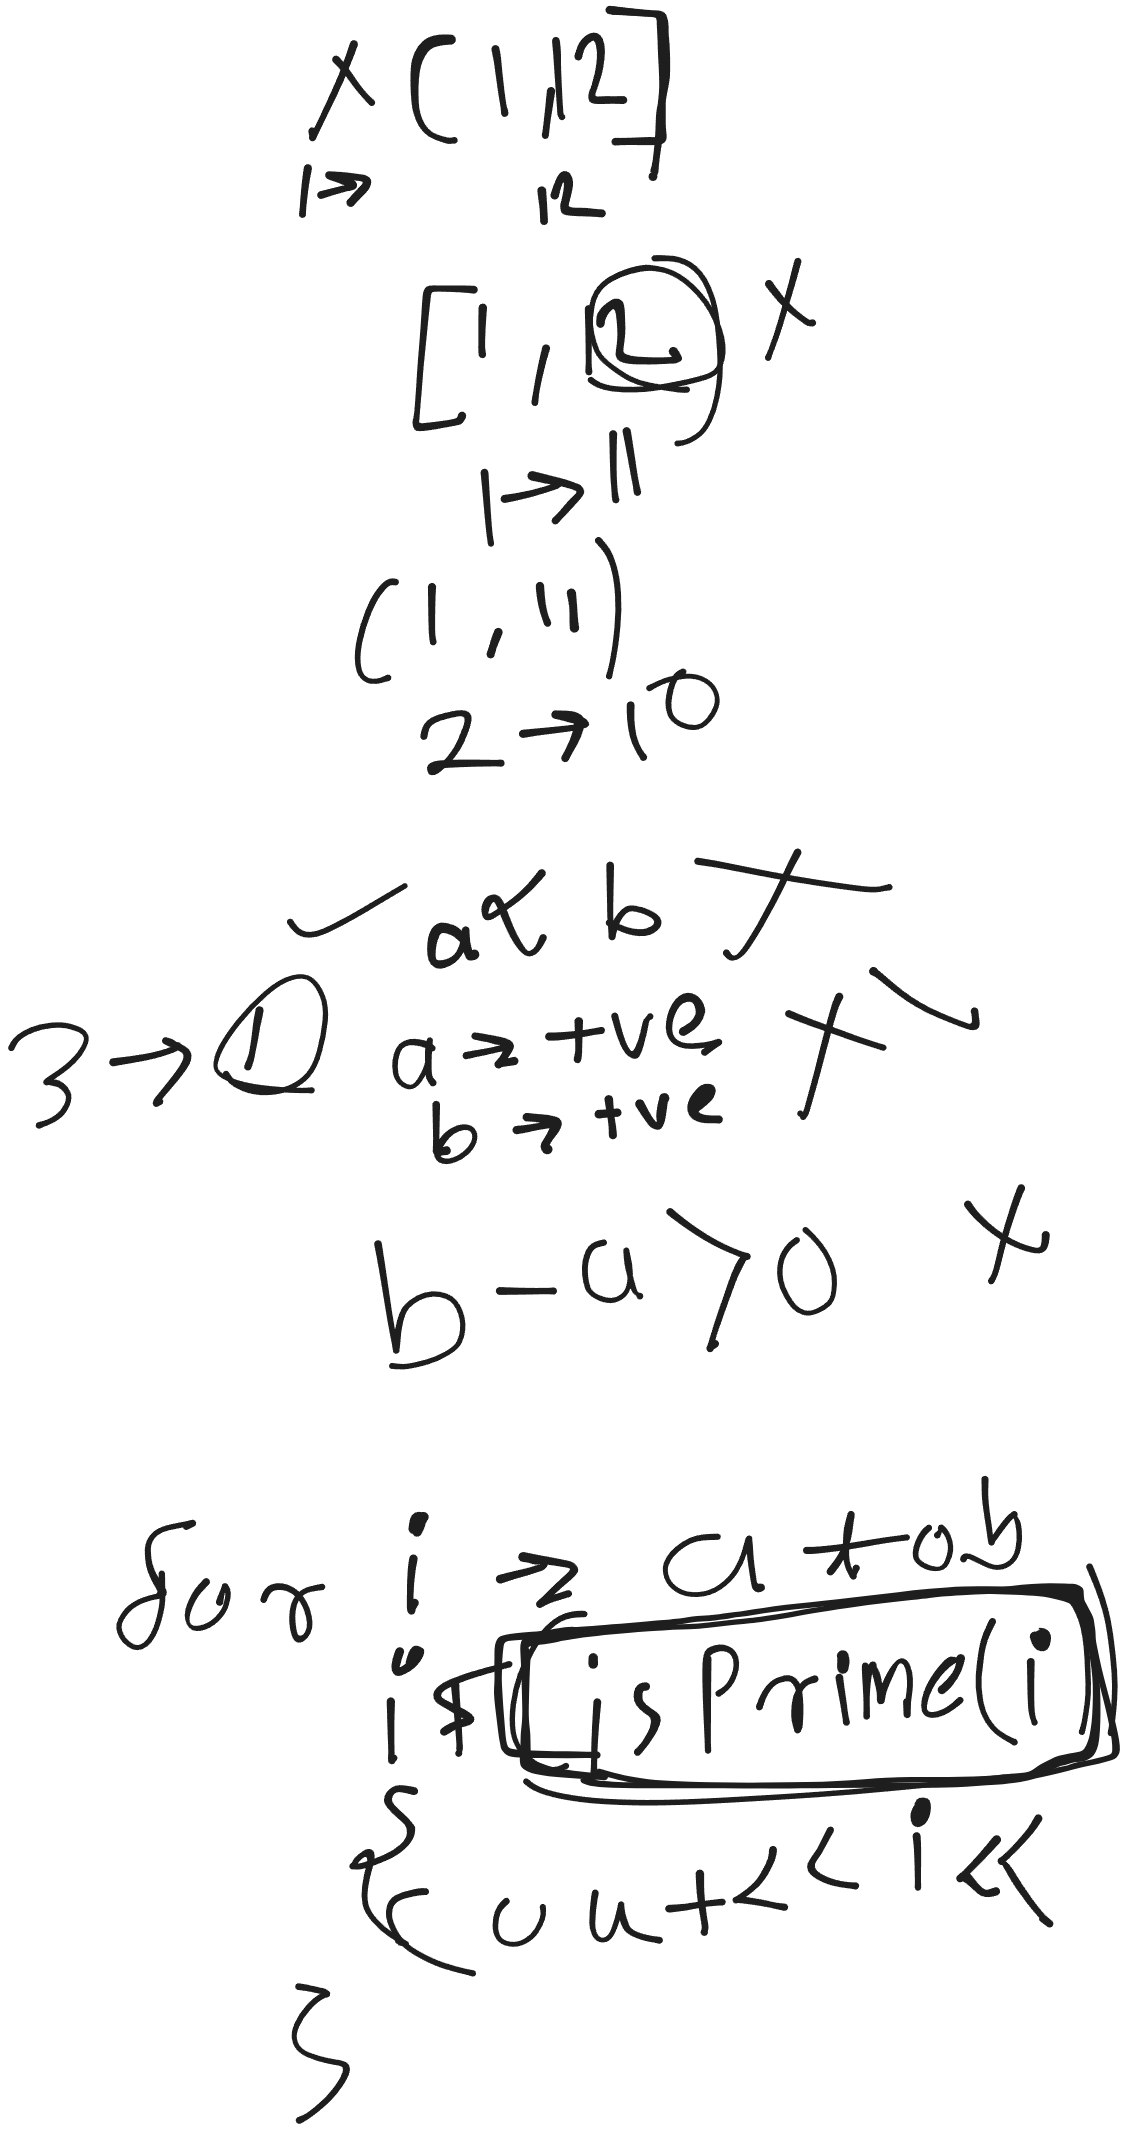 x (1,12]
1→ 12
[1, 12) x
1→11
(1,11)
2→10
a< b
3→1 a→+ve
b→+ve
b-a>0 x
for i→ a to b
if (isPrime(i
{
cout<<i<<
}